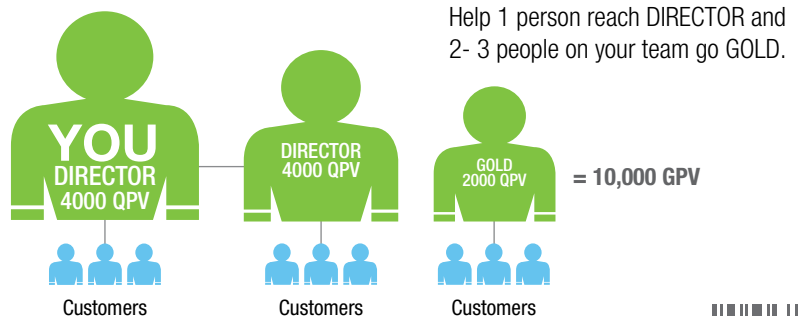 Help 1 person reach DIRECTOR and
2- 3 people on your team go GOLD.
YOU
DIRECTOR
4000 QPV
DIRECTOR
4000 QPV
GOLD
2000 QPV
= 10,000 GPV
Customers
Customers
Customers